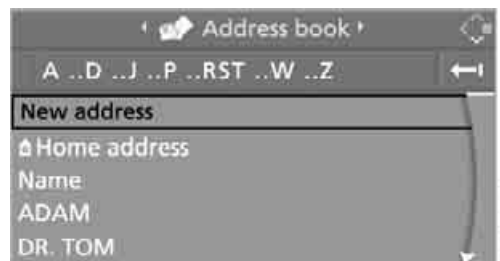 Address book
A ..D ..J ..P ..RST ..W ..Z
New address
Home address
Name
ADAM
DR. TOM